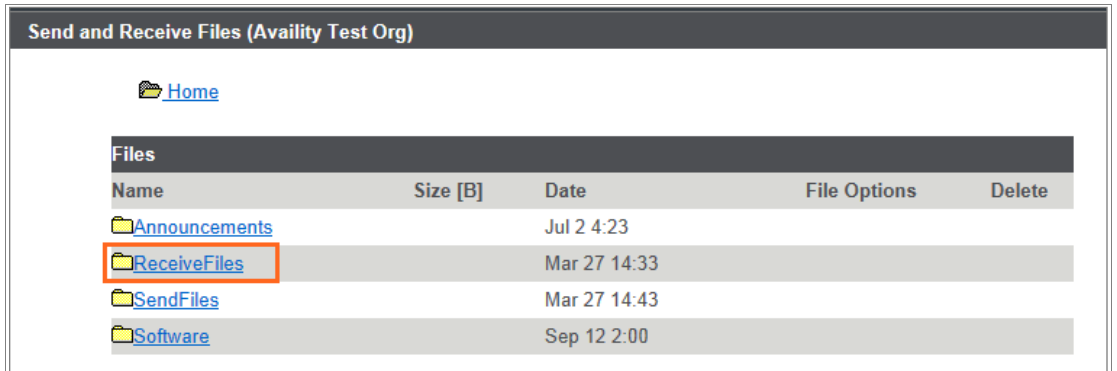 Send and Receive Files (Availity Test Org)
Home
Files
Name Size [B] Date File Options Delete
Announcements Jul 2 4:23
ReceiveFiles Mar 27 14:33
SendFiles Mar 27 14:43
Software Sep 12 2:00